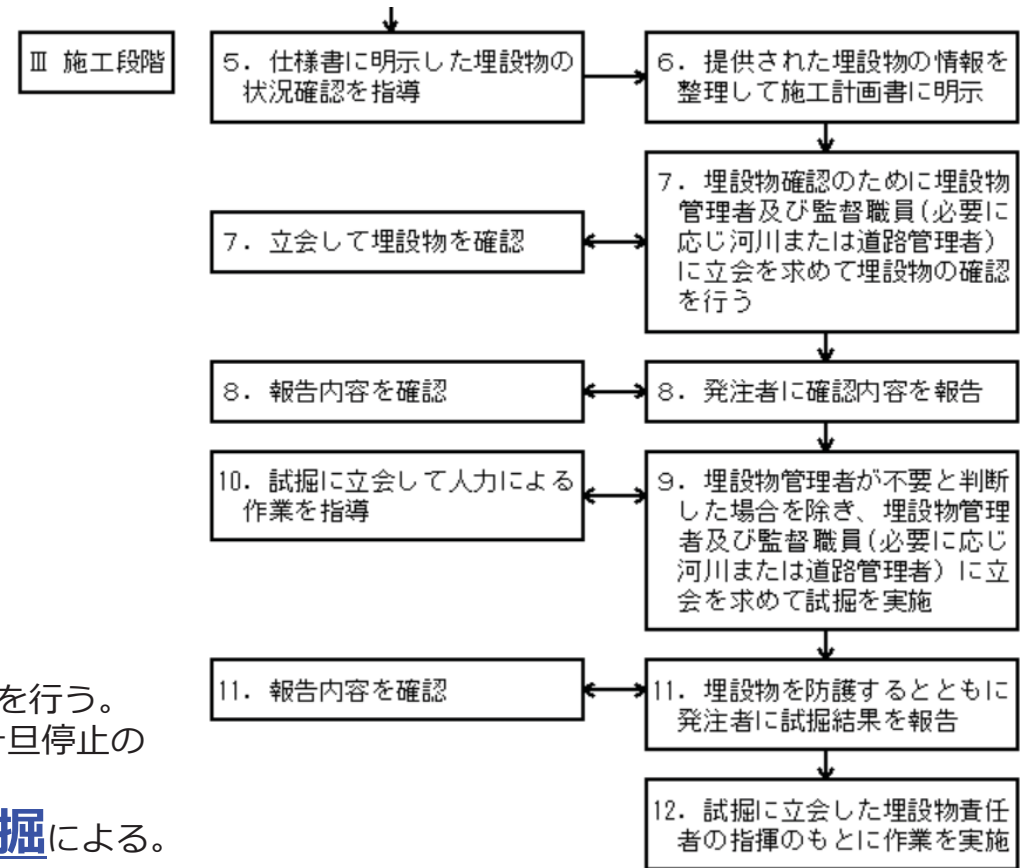 Ⅲ 施工段階
5．仕様書に明示した埋設物の
状況確認を指導
6．提供された埋設物の情報を
整理して施工計画書に明示
7．立会して埋設物を確認
7．埋設物確認のために埋設物
管理者及び監督職員(必要に
応じ河川または道路管理者)
に立会を求めて埋設物の確認
を行う
8．報告内容を確認
8．発注者に確認内容を報告
10．試掘に立会して人力による
作業を指導
9．埋設物管理者が不要と判断
した場合を除き、埋設物管理
者及び監督職員(必要に応じ
河川または道路管理者)に立
会を求めて試掘を実施
11．報告内容を確認
11．埋設物を防護するとともに
発注者に試掘結果を報告
12．試掘に立会した埋設物責任
者の指揮のもとに作業を実施
を行う。
旦停止の
掘による。